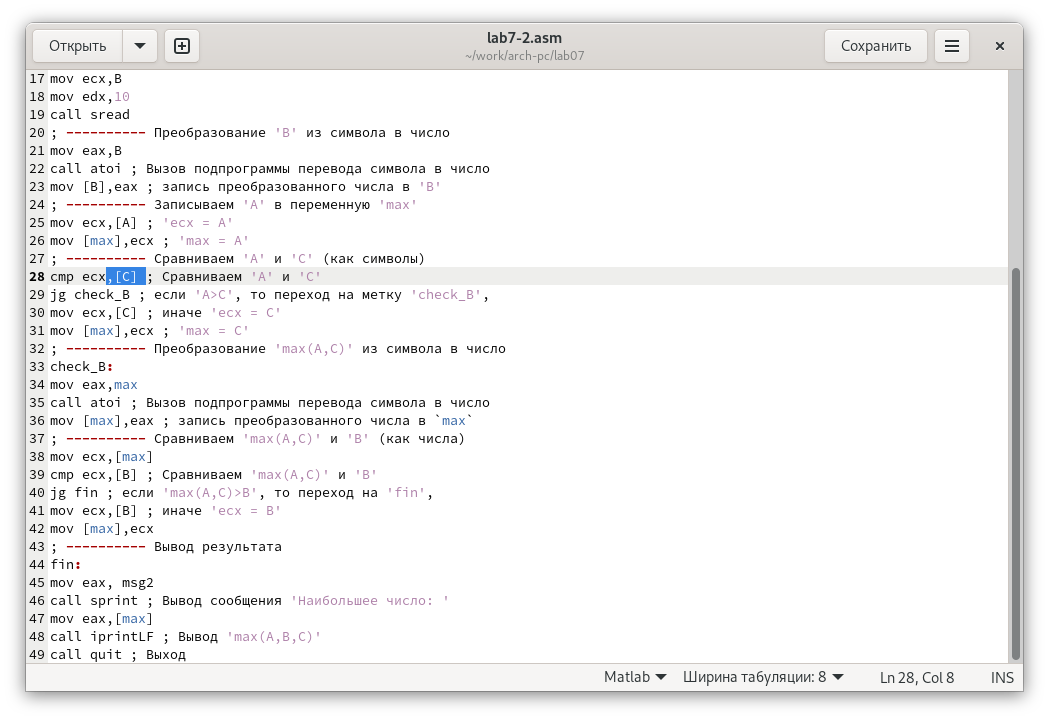 Открыть
lab7-2.asm
~/work/arch-pc/lab07
Сохранить
17 mov ecx,B
18 mov edx,10
19 call sread
20 ; ---------- Преобразование 'B' из символа в число
21 mov eax,B
22 call atoi ; Вызов подпрограммы перевода символа в число
23 mov [B],eax ; запись преобразованного числа в 'B'
24 ; ---------- Записываем 'A' в переменную 'max'
25 mov ecx,[A] ; 'ecx = A'
26 mov [max],ecx ; 'max = A'
27 ; ---------- Сравниваем 'A' и 'С' (как символы)
28 cmp ecx,[C] ; Сравниваем 'A' и 'С'
29 jg check_B ; если 'A>C', то переход на метку 'check_B',
30 mov ecx,[C] ; иначе 'ecx = C'
31 mov [max],ecx ; 'max = C'
32 ; ---------- Преобразование 'max(A,C)' из символа в число
33 check_B:
34 mov eax,max
35 call atoi ; Вызов подпрограммы перевода символа в число
36 mov [max],eax ; запись преобразованного числа в `max`
37 ; ---------- Сравниваем 'max(A,C)' и 'B' (как числа)
38 mov ecx,[max]
39 cmp ecx,[B] ; Сравниваем 'max(A,C)' и 'B'
40 jg fin ; если 'max(A,C)>B', то переход на 'fin',
41 mov ecx,[B] ; иначе 'ecx = B'
42 mov [max],ecx
43 ; ---------- Вывод результата
44 fin:
45 mov eax, msg2
46 call sprint ; Вывод сообщения 'Наибольшее число: '
47 mov eax,[max]
48 call iprintLF ; Вывод 'max(A,B,C)'
49 call quit ; Выход
Matlab Ширина табуляции: 8 Ln 28, Col 8 INS